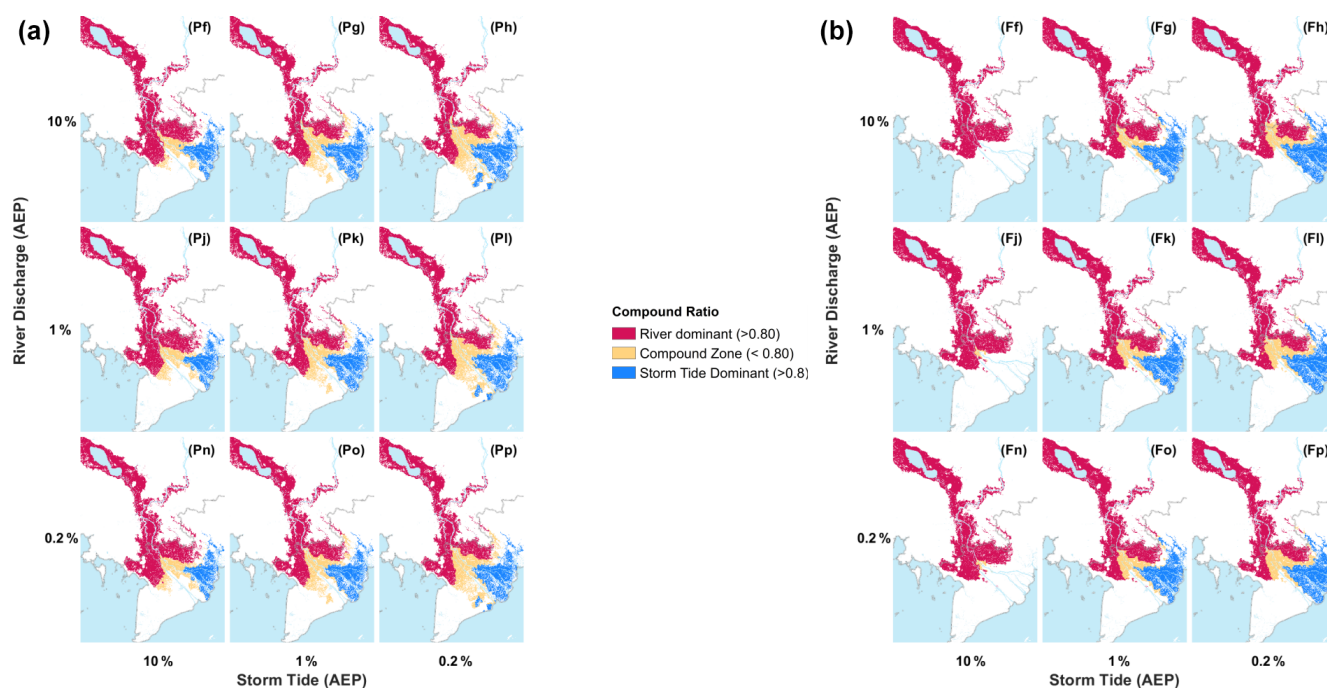 (a)
(Pf)
(Pg)
(Ph)
10 %
(Pj)
(Pk)
(Pl)
1 %
(Pn)
(Po)
(Pp)
0.2 %
River Discharge (AEP)
10 %
1 %
0.2 %
Storm Tide (AEP)
Compound Ratio
River dominant (>0.80)
Compound Zone (< 0.80)
Storm Tide Dominant (>0.8)
(b)
(Ff)
(Fg)
(Fh)
10 %
(Fj)
(Fk)
(Fl)
1 %
(Fn)
(Fo)
(Fp)
0.2 %
River Discharge (AEP)
10 %
1 %
0.2 %
Storm Tide (AEP)